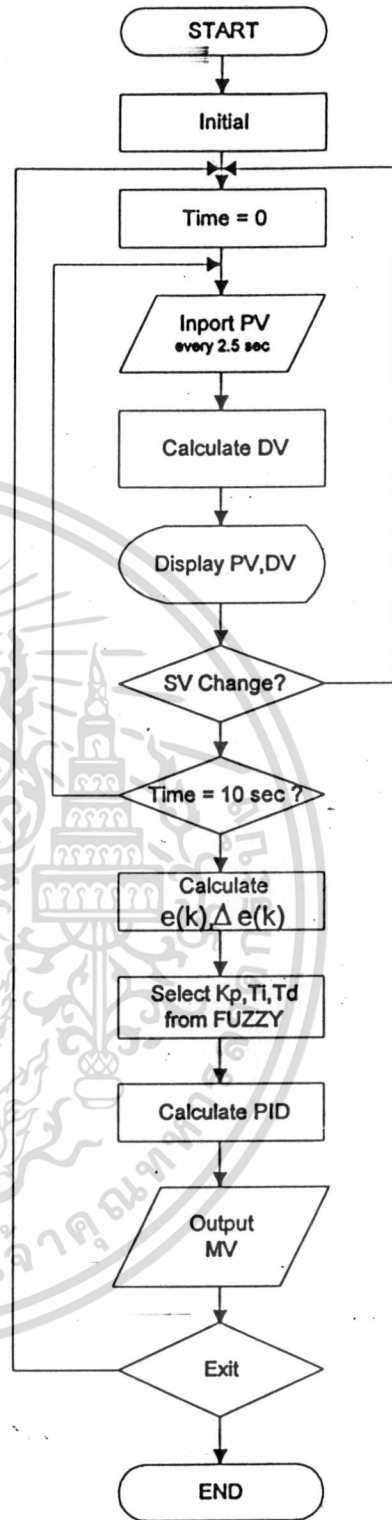 START
Initial
Time = 0
Inport PV
every 2.5 sec
Calculate DV
Display PV,DV
SV Change?
Time = 10 sec ?
Calculate
e(k),Δ e(k)
Select Kp,Ti,Td
from FUZZY
Calculate PID
Output
MV
Exit
END